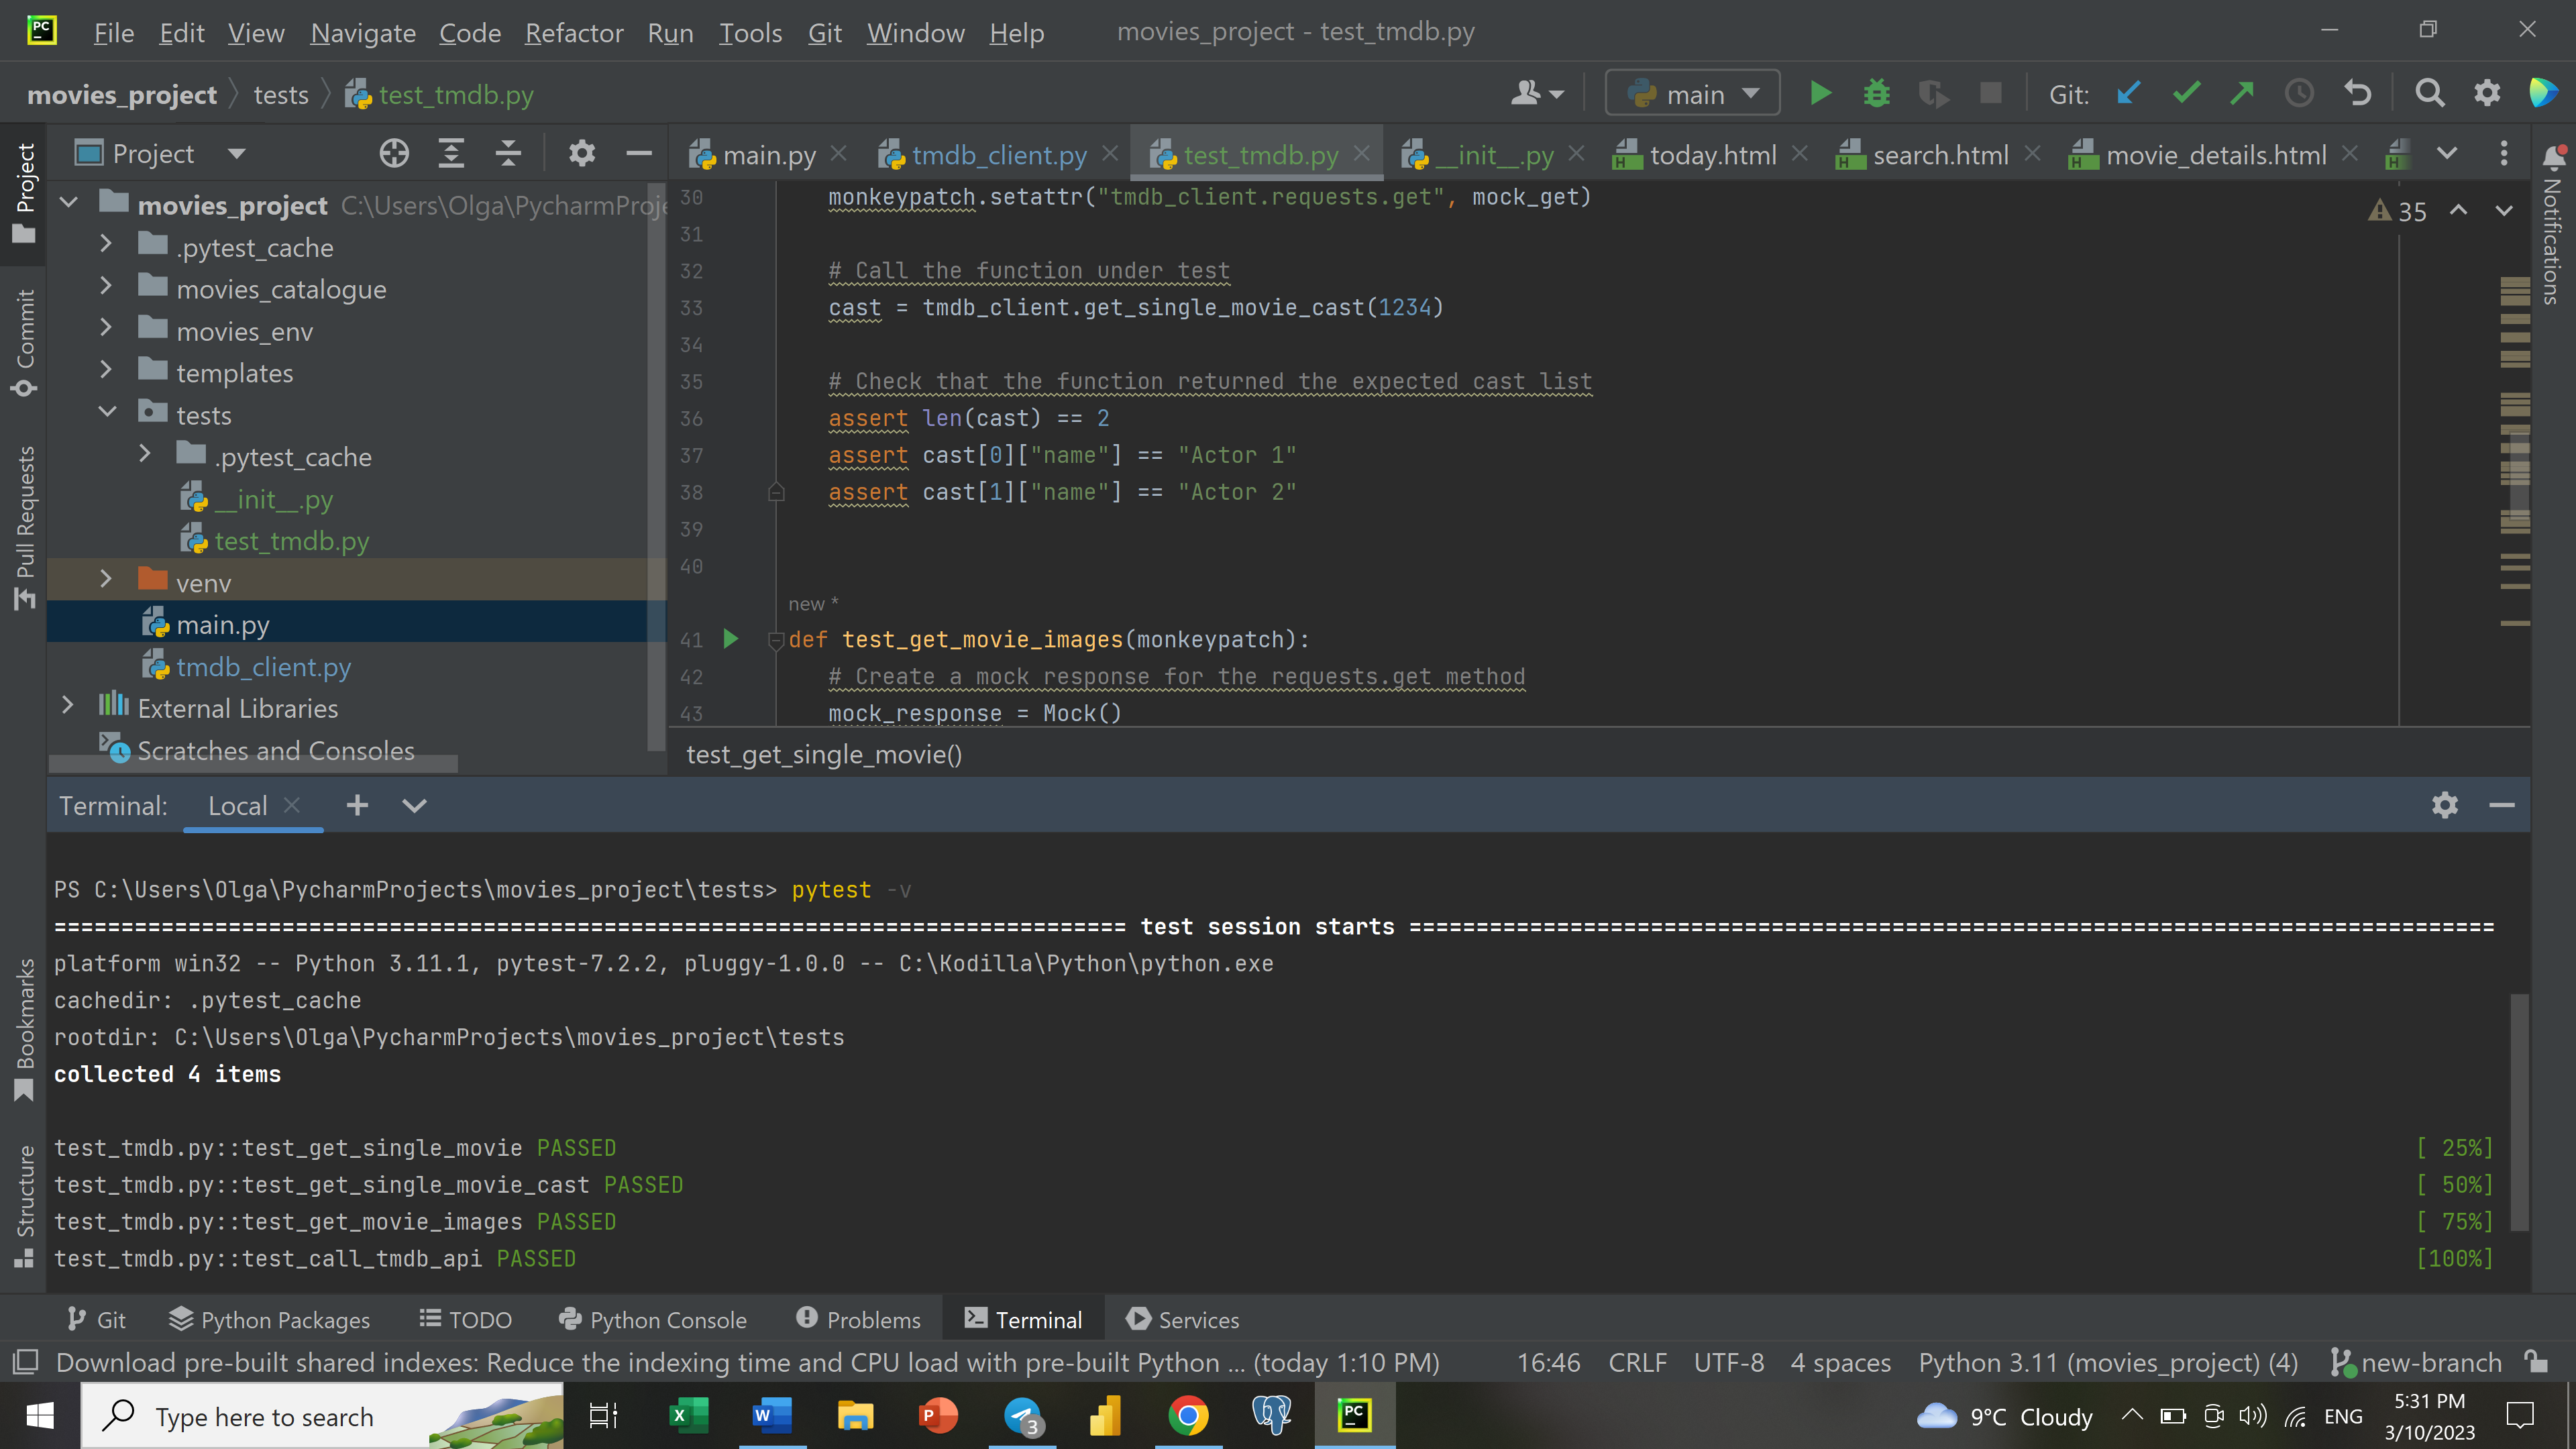 PC
File Edit View Navigate Code Refactor Run Tools Git Window Help
movies_project - test_tmdb.py
movies_project tests test_tmdb.py
main
Git:
Project
main.py
tmdb_client.py
test_tmdb.py
__init__.py
today.html
search.html
movie_details.html
Project
Commit
Pull Requests
Bookmarks
Structure
Notifications
movies_project C:\Users\Olga\PycharmProje
.pytest_cache
movies_catalogue
movies_env
templates
tests
.pytest_cache
__init__.py
test_tmdb.py
venv
main.py
tmdb_client.py
External Libraries
Scratches and Consoles
35
30 monkeypatch.setattr("tmdb_client.requests.get", mock_get)
31
32 # Call the function under test
33 cast = tmdb_client.get_single_movie_cast(1234)
34
35 # Check that the function returned the expected cast list
36 assert len(cast) == 2
37 assert cast[0]["name"] == "Actor 1"
38 assert cast[1]["name"] == "Actor 2"
39
40
new *
41 def test_get_movie_images(monkeypatch):
42 # Create a mock response for the requests.get method
43 mock_response = Mock()
test_get_single_movie()
Terminal: Local
PS C:\Users\Olga\PycharmProjects\movies_project\tests> pytest -v
================================================================================ test session starts =================================================================================
platform win32 -- Python 3.11.1, pytest-7.2.2, pluggy-1.0.0 -- C:\Kodilla\Python\python.exe
cachedir: .pytest_cache
rootdir: C:\Users\Olga\PycharmProjects\movies_project\tests
collected 4 items
test_tmdb.py::test_get_single_movie PASSED [ 25%]
test_tmdb.py::test_get_single_movie_cast PASSED [ 50%]
test_tmdb.py::test_get_movie_images PASSED [ 75%]
test_tmdb.py::test_call_tmdb_api PASSED [100%]
Git Python Packages TODO Python Console Problems Terminal Services
Download pre-built shared indexes: Reduce the indexing time and CPU load with pre-built Python ... (today 1:10 PM) 16:46 CRLF UTF-8 4 spaces Python 3.11 (movies_project) (4) new-branch
Type here to search
X
W
P
3
PC
9°C Cloudy
ENG
5:31 PM
3/10/2023